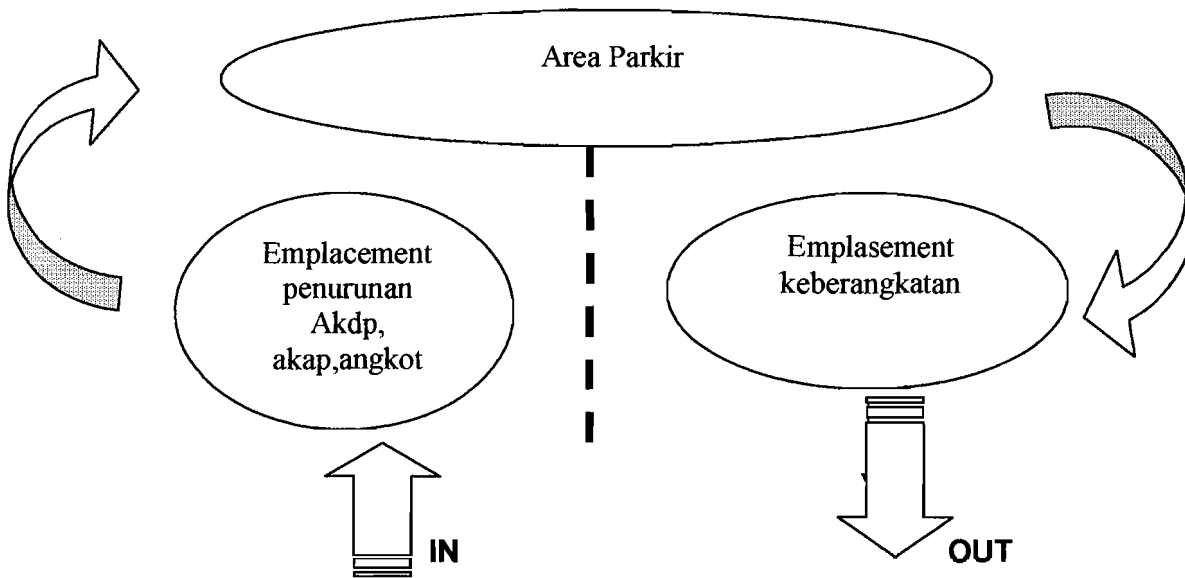 Area Parkir
Emplacement
penurunan
Akdp,
akap,angkot
Emplasement
keberangkatan
IN
OUT